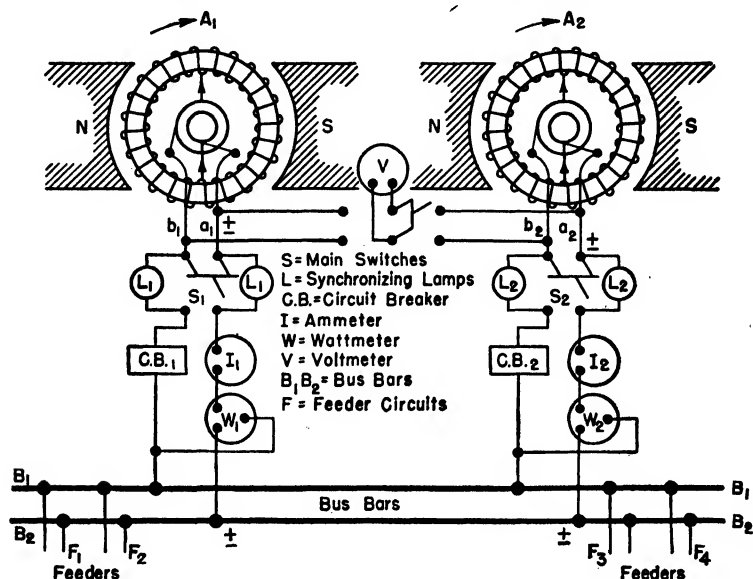 A1 A2
N S N S
V
b1 a1 ± b2 a2 ±
S = Main Switches
L = Synchronizing Lamps
C.B. = Circuit Breaker
I = Ammeter
W = Wattmeter
V = Voltmeter
B1B2 = Bus Bars
F = Feeder Circuits
L1 S1 L1 L2 S2 L2
C.B.1 I1 C.B.2 I2
W1 W2
B1 B1
Bus Bars
B2 ± ± B2
F1 F2 F3 F4
Feeders Feeders